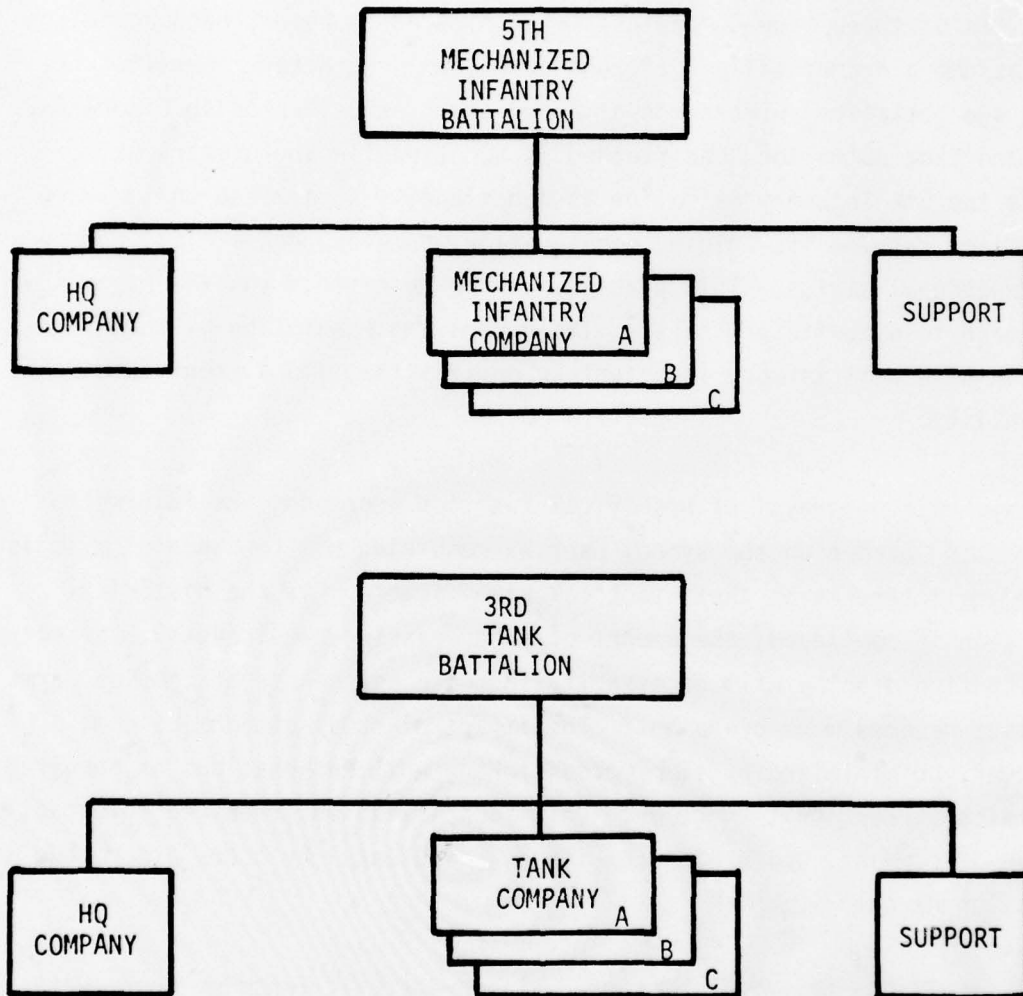 5TH
MECHANIZED
INFANTRY
BATTALION
HQ
COMPANY
MECHANIZED
INFANTRY
COMPANY
A
B
C
SUPPORT
3RD
TANK
BATTALION
HQ
COMPANY
TANK
COMPANY
A
B
C
SUPPORT